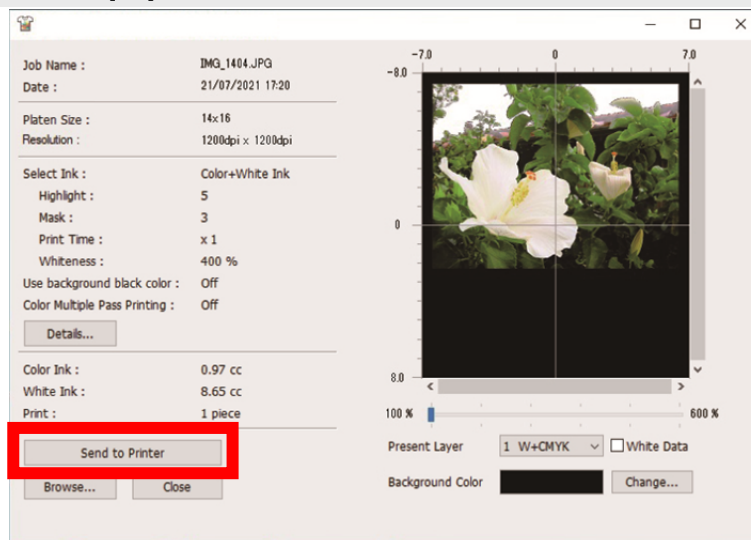 Job Name : IMG_1404.JPG
Date : 21/07/2021 17:20
Platen Size : 14x16
Resolution : 1200dpi x 1200dpi
Select Ink : Color+White Ink
Highlight : 5
Mask : 3
Print Time : x 1
Whiteness : 400 %
Use background black color : Off
Color Multiple Pass Printing : Off
Details...
Color Ink : 0.97 cc
White Ink : 8.65 cc
Print : 1 piece
Send to Printer
Browse... Close
-7.0 0 7.0
-8.0
0
8.0
100 % 600 %
Present Layer 1 W+CMYK White Data
Background Color Change...